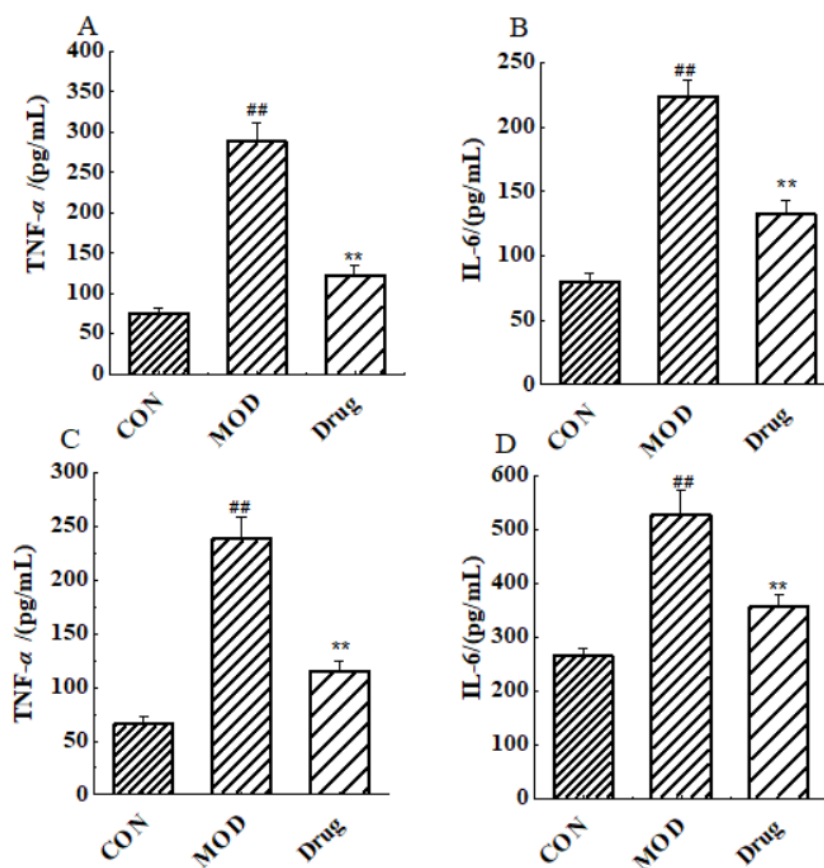 A
TNF-α /(pg/mL)
400
350
300
250
200
150
100
50
0
##
**
CON
MOD
Drug
B
IL-6/(pg/mL)
250
200
150
100
50
0
##
**
CON
MOD
Drug
C
TNF-α /(pg/mL)
300
250
200
150
100
50
0
##
**
CON
MOD
Drug
D
IL-6/(pg/mL)
600
500
400
300
200
100
0
##
**
CON
MOD
Drug